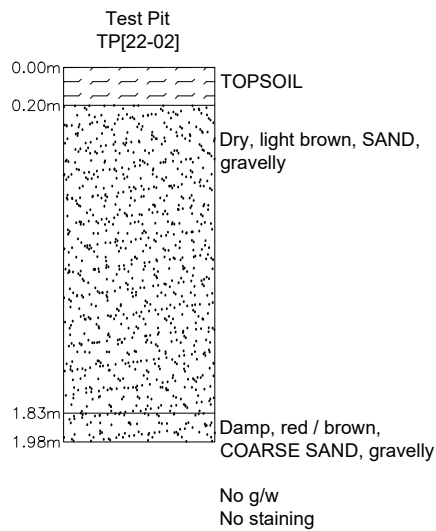 Test Pit
TP[22-02]
0.00m
TOPSOIL
0.20m
Dry, light brown, SAND,
gravelly
1.83m
Damp, red / brown,
1.98m
COARSE SAND, gravelly
No g/w
No staining